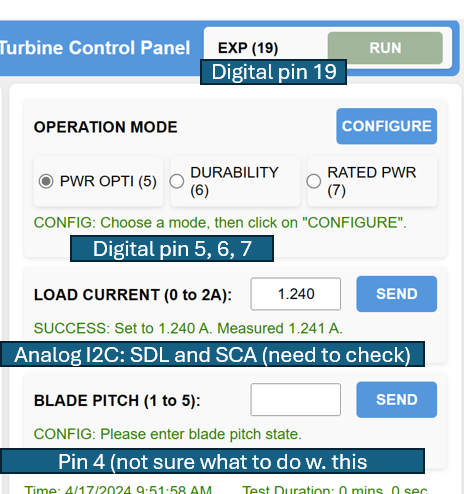 Turbine Control Panel
EXP (19)
RUN
Digital pin 19
OPERATION MODE
CONFIGURE
PWR OPTI (5)
DURABILITY
(6)
RATED PWR
(7)
CONFIG: Choose a mode, then click on "CONFIGURE".
Digital pin 5, 6, 7
LOAD CURRENT (0 to 2A):
1.240
SEND
SUCCESS: Set to 1.240 A. Measured 1.241 A.
Analog I2C: SDL and SCA (need to check)
BLADE PITCH (1 to 5):
SEND
CONFIG: Please enter blade pitch state.
Pin 4 (not sure what to do w. this
Time: 4/17/2024 9:51:58 AM
Test Duration: 0 mins, 0 sec